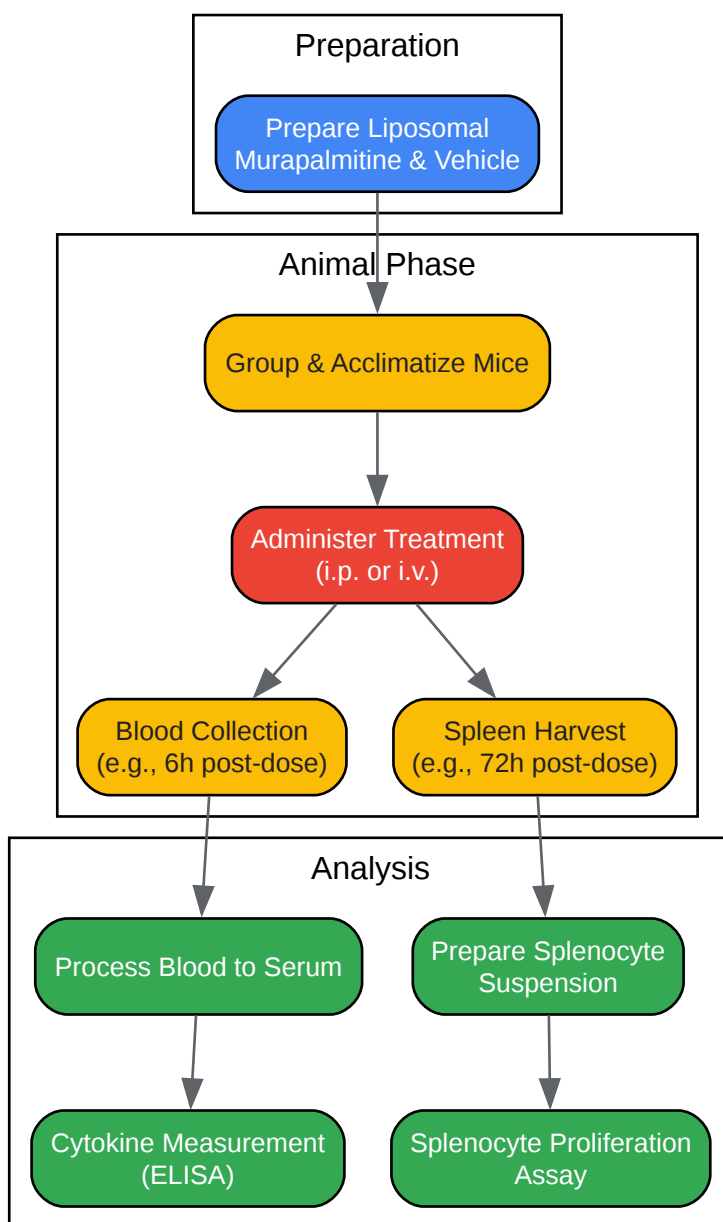 Preparation
Prepare Liposomal
Murapalmitine & Vehicle
Animal Phase
Group & Acclimatize Mice
Administer Treatment
(i.p. or i.v.)
Blood Collection
(e.g., 6h post-dose)
Spleen Harvest
(e.g., 72h post-dose)
Analysis
Process Blood to Serum
Prepare Splenocyte
Suspension
Cytokine Measurement
(ELISA)
Splenocyte Proliferation
Assay